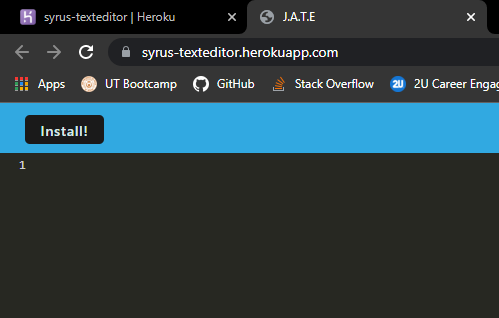 syrus-texteditor | Heroku
J.A.T.E
syrus-texteditor.herokuapp.com
Apps UT Bootcamp GitHub Stack Overflow 2U 2U Career Engag
Install!
1